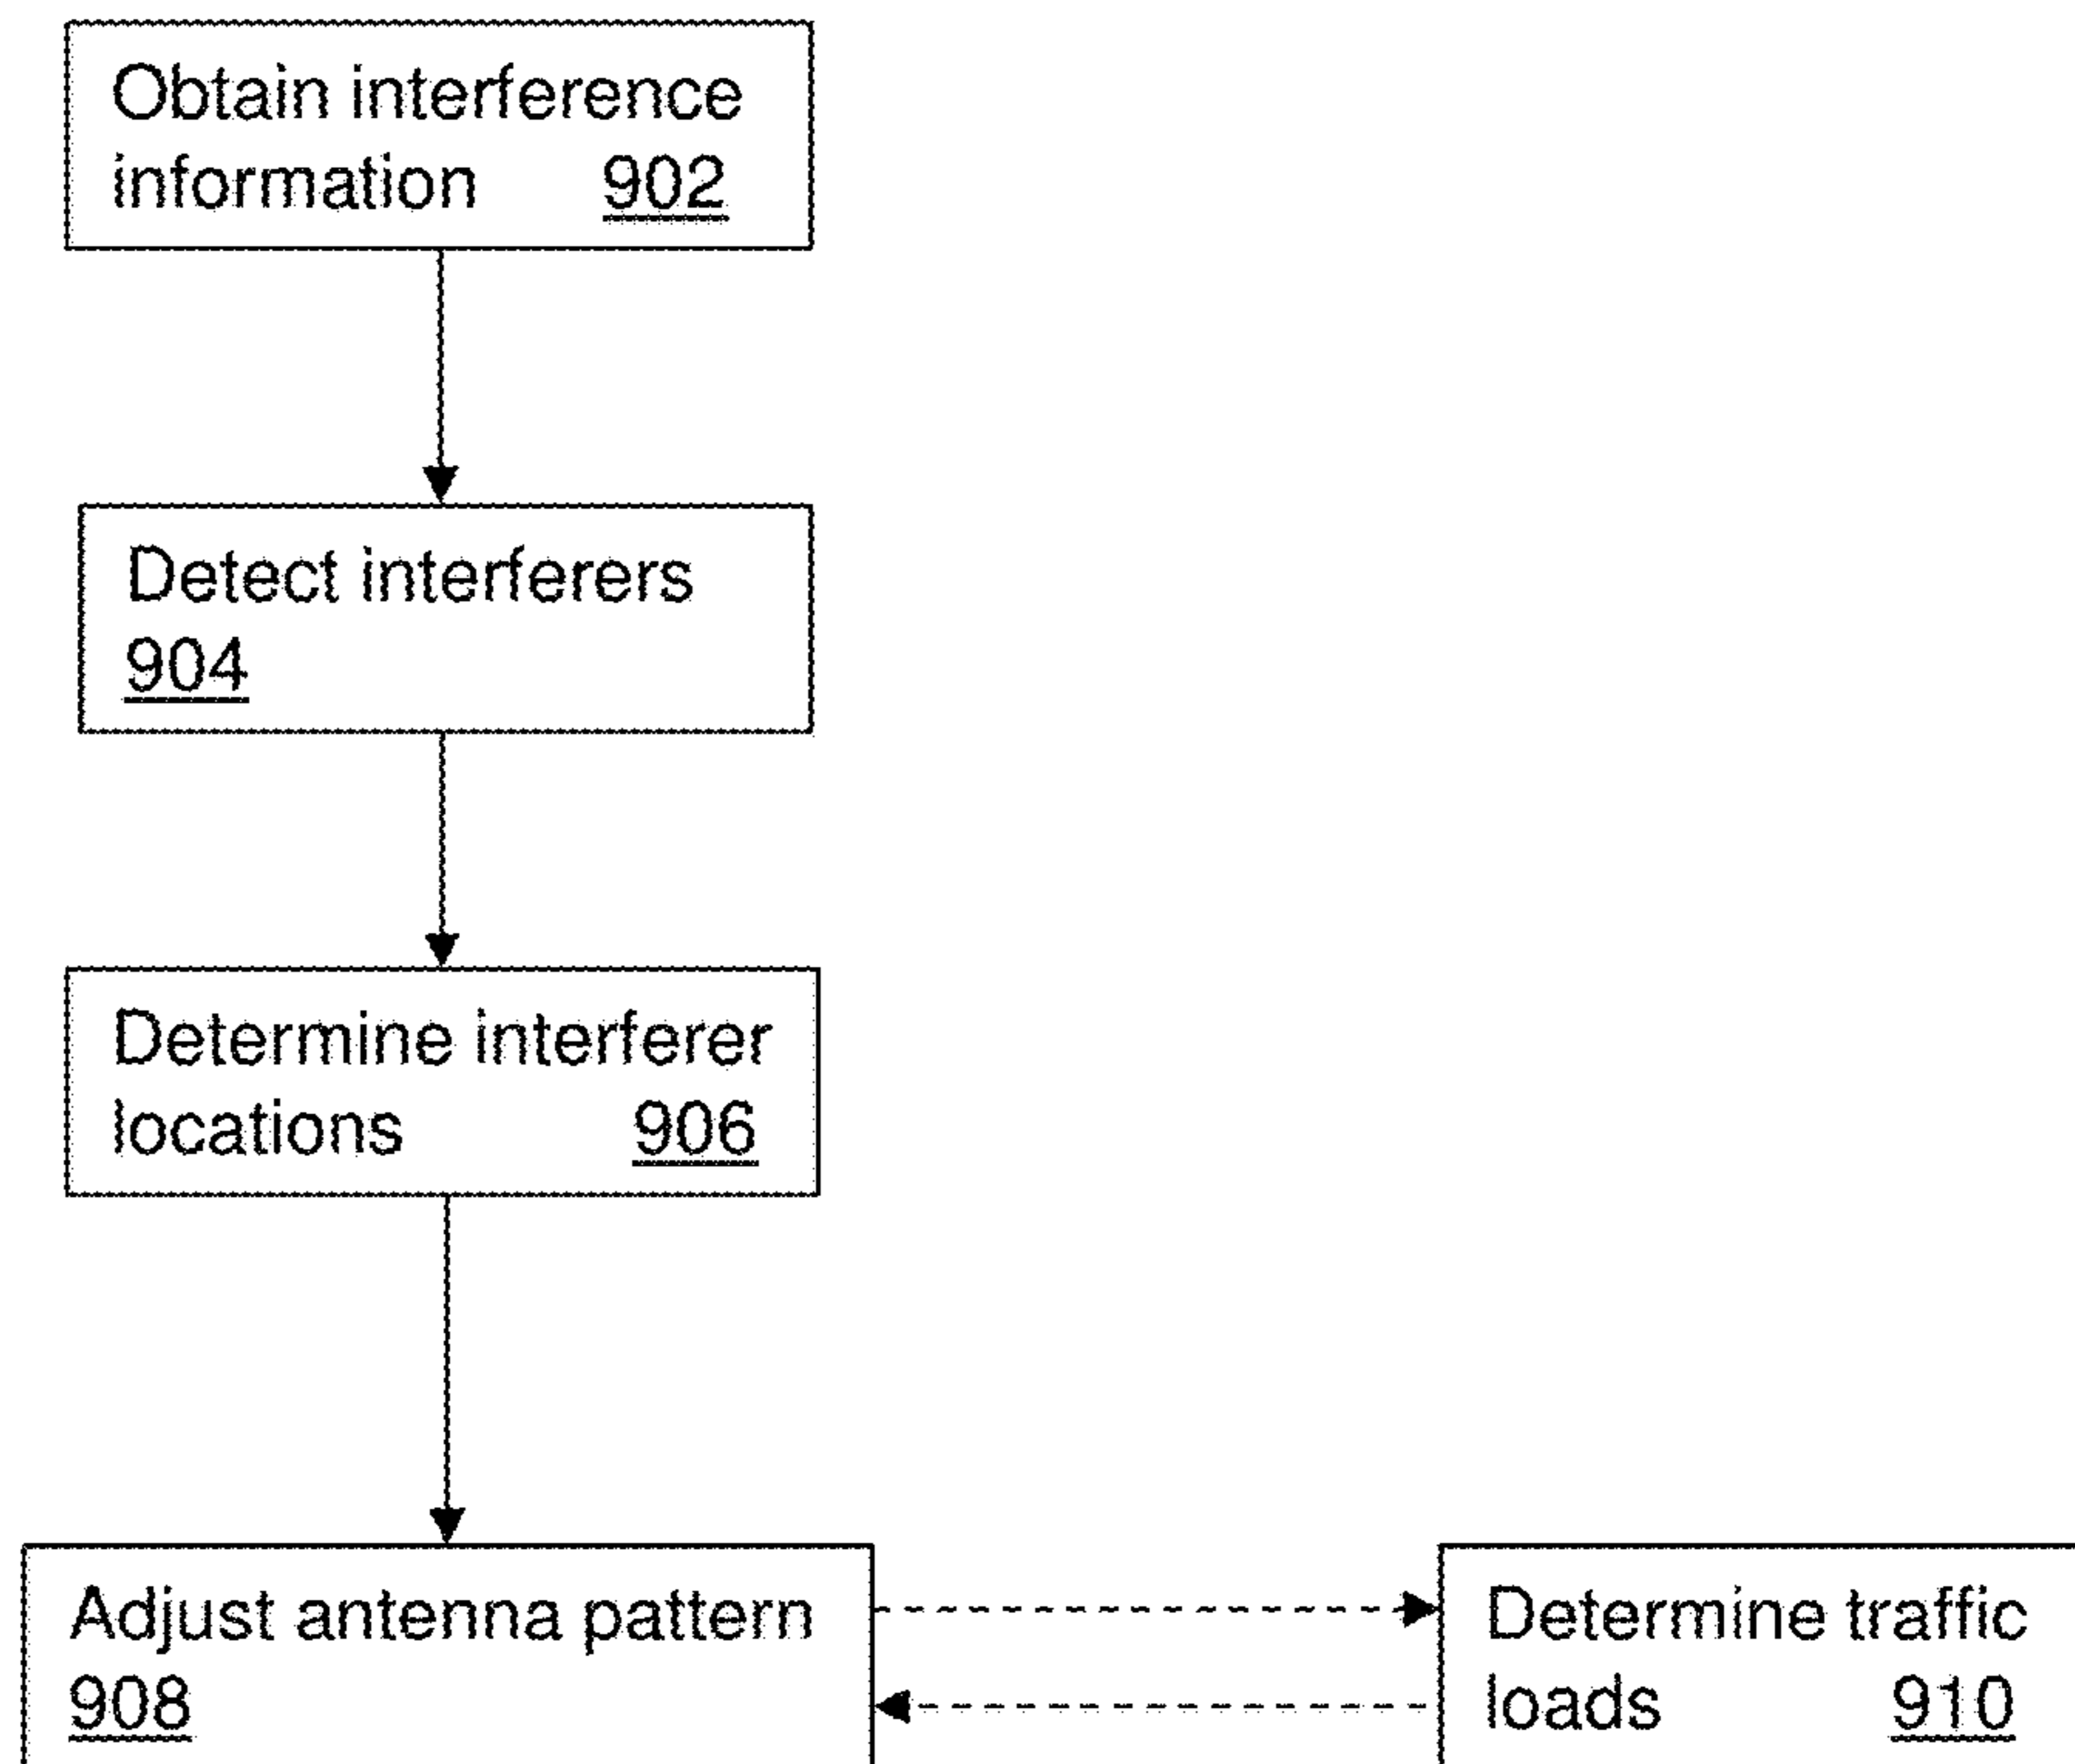 Obtain interference
information 902
Detect interferers
904
Determine interferer
locations 906
Adjust antenna pattern
908
Determine traffic
loads 910